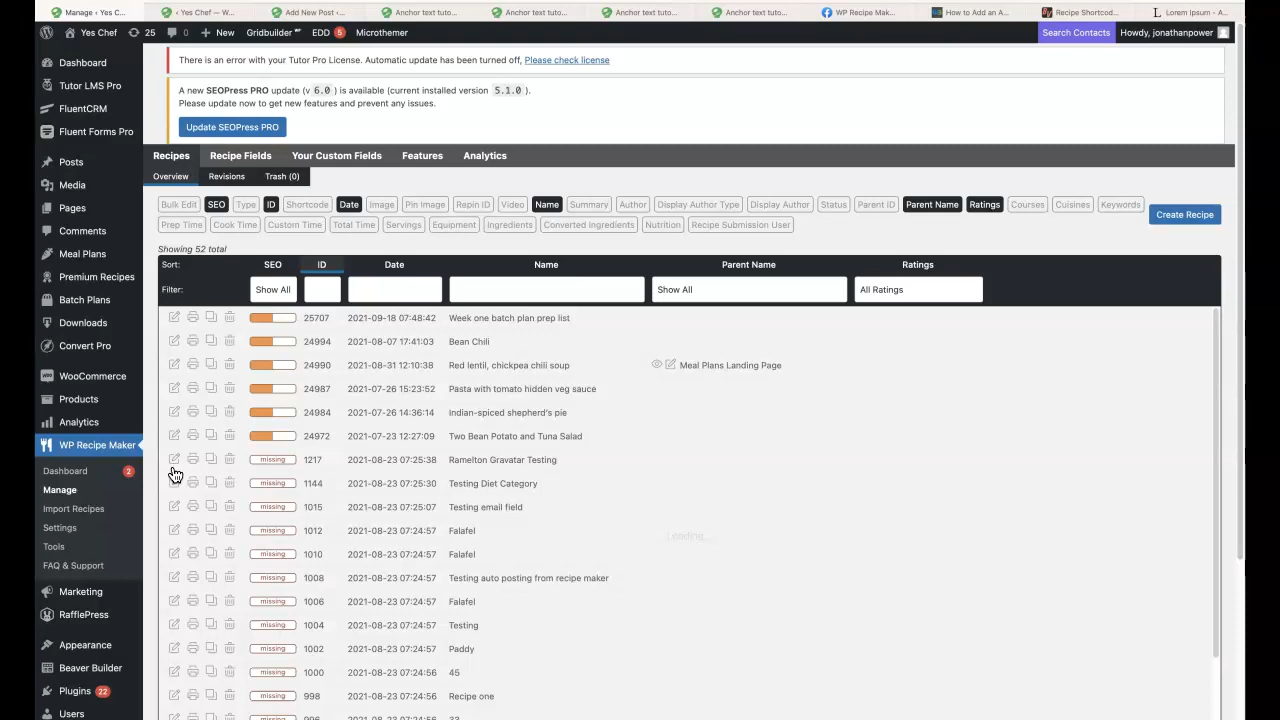 Manage ‹ Yes C...
‹ Yes Chef — W...
Add New Post ‹...
Anchor text tuto...
Anchor text tuto...
Anchor text tuto...
Anchor text tuto...
WP Recipe Mak...
How to Add an A...
Recipe Shortcod...
Lorem Ipsum - A...
Yes Chef
25
0
New
Gridbuilder
EDD 5
Microthemer
Search Contacts
Howdy, jonathanpower
There is an error with your Tutor Pro License. Automatic update has been turned off, Please check license
A new SEOPress PRO update (v 6.0 ) is available (current installed version 5.1.0 ).
Please update now to get new features and prevent any issues.
Update SEOPress PRO
Dashboard
Tutor LMS Pro
FluentCRM
Fluent Forms Pro
Posts
Media
Pages
Comments
Meal Plans
Premium Recipes
Batch Plans
Downloads
Convert Pro
WooCommerce
Products
Analytics
WP Recipe Maker
Dashboard 2
Manage
Import Recipes
Settings
Tools
FAQ & Support
Marketing
RafflePress
Appearance
Beaver Builder
Plugins 22
Users
Recipes Recipe Fields Your Custom Fields Features Analytics
Overview Revisions Trash (0)
Bulk Edit SEO Type ID Shortcode Date Image Pin Image Repin ID Video Name Summary Author Display Author Type Display Author Status Parent ID Parent Name Ratings Courses Cuisines Keywords
Prep Time Cook Time Custom Time Total Time Servings Equipment Ingredients Converted Ingredients Nutrition Recipe Submission User
Create Recipe
Showing 52 total
Sort: SEO ID Date Name Parent Name Ratings
Filter: Show All Show All All Ratings
25707 2021-09-18 07:48:42 Week one batch plan prep list
24994 2021-08-07 17:41:03 Bean Chili
24990 2021-08-31 12:10:38 Red lentil, chickpea chili soup Meal Plans Landing Page
24987 2021-07-26 15:23:52 Pasta with tomato hidden veg sauce
24984 2021-07-26 14:36:14 Indian-spiced shepherd's pie
24972 2021-07-23 12:27:09 Two Bean Potato and Tuna Salad
missing 1217 2021-08-23 07:25:38 Ramelton Gravatar Testing
missing 1144 2021-08-23 07:25:30 Testing Diet Category
missing 1015 2021-08-23 07:25:07 Testing email field
missing 1012 2021-08-23 07:24:57 Falafel
Loading...
missing 1010 2021-08-23 07:24:57 Falafel
missing 1008 2021-08-23 07:24:57 Testing auto posting from recipe maker
missing 1006 2021-08-23 07:24:57 Falafel
missing 1004 2021-08-23 07:24:57 Testing
missing 1002 2021-08-23 07:24:57 Paddy
missing 1000 2021-08-23 07:24:56 45
missing 998 2021-08-23 07:24:56 Recipe one
missing 996 2021-08-23 07:24:56 33